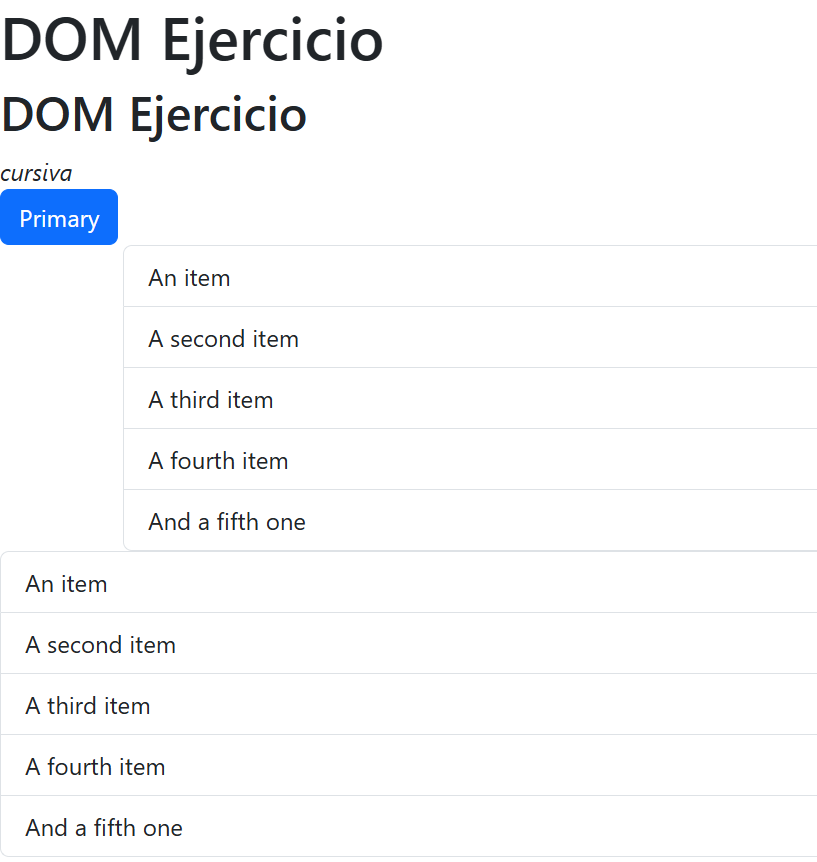 DOM Ejercicio
DOM Ejercicio
cursiva
Primary
An item
A second item
A third item
A fourth item
And a fifth one
An item
A second item
A third item
A fourth item
And a fifth one